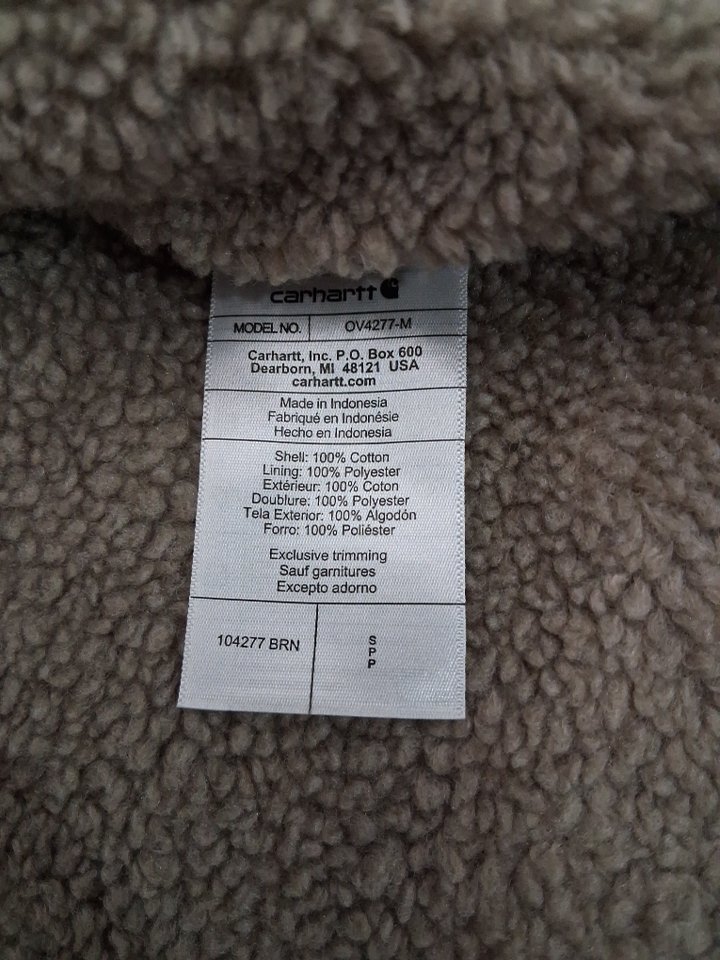 carhartt
MODEL NO. OV4277-M
Carhartt, Inc. P.O. Box 600
Dearborn, MI 48121 USA
carhartt.com
Made in Indonesia
Fabriqué en Indonésie
Hecho en Indonesia
Shell: 100% Cotton
Lining: 100% Polyester
Extérieur: 100% Coton
Doublure: 100% Polyester
Tela Exterior: 100% Algodón
Forro: 100% Poliéster
Exclusive trimming
Sauf garnitures
Excepto adorno
104277 BRN
S
P
P